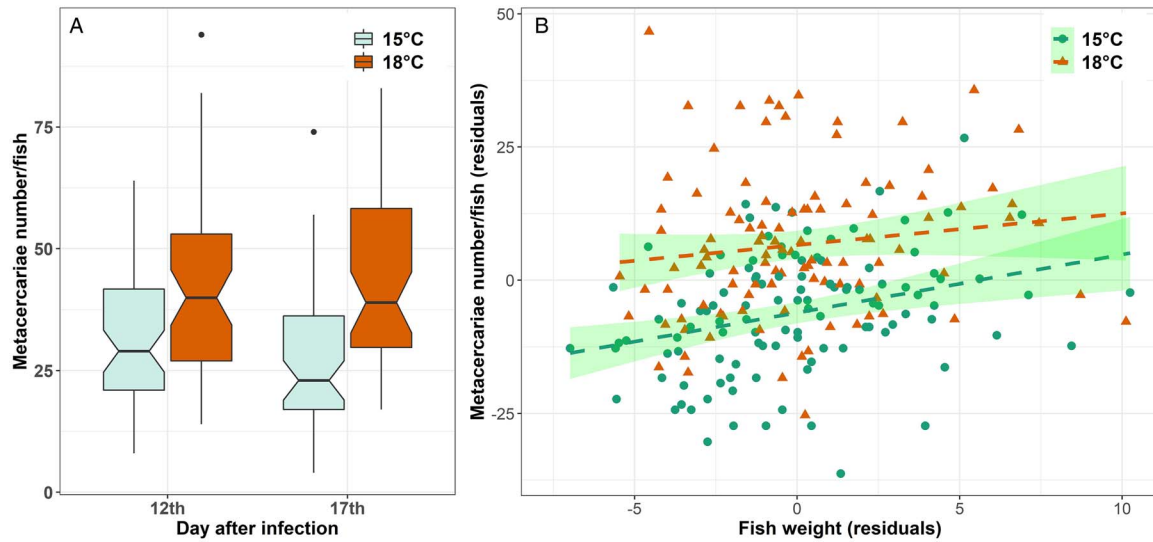 A
15°C
18°C
75
50
25
0
12th
17th
Day after infection
Metacercariae number/fish
B
15°C
18°C
50
25
0
-25
-5
0
5
10
Fish weight (residuals)
Metacercariae number/fish (residuals)